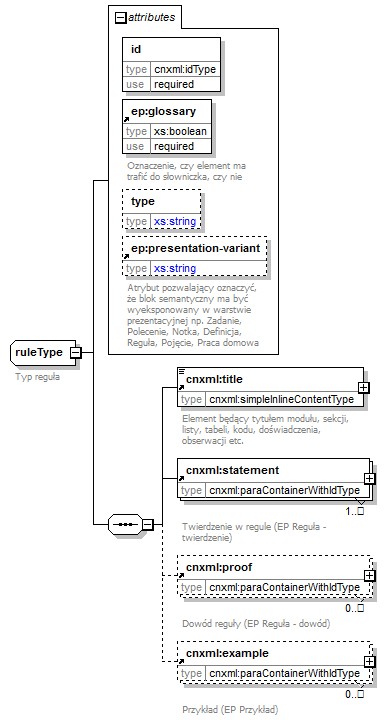 attributes
id
type cnxml:idType
use required
ep:glossary
type xs:boolean
use required
Oznaczenie, czy element ma
trafić do słowniczka, czy nie
type
type xs:string
ep:presentation-variant
type xs:string
Atrybut pozwalający oznaczyć,
że blok semantyczny ma być
wyeksponowany w warstwie
prezentacyjnej np. Zadanie,
Polecenie, Notka, Definicja,
Reguła, Pojęcie, Praca domowa
ruleType
Typ reguła
cnxml:title
type cnxml:simpleInlineContentType
Element będący tytułem modułu, sekcji,
listy, tabeli, kodu, doświadczenia,
obserwacji etc.
cnxml:statement
type cnxml:paraContainerWithIdType
1..□
Twierdzenie w regule (EP Reguła -
twierdzenie)
cnxml:proof
type cnxml:paraContainerWithIdType
0..□
Dowód reguły (EP Reguła - dowód)
cnxml:example
type cnxml:paraContainerWithIdType
0..□
Przykład (EP Przykład)